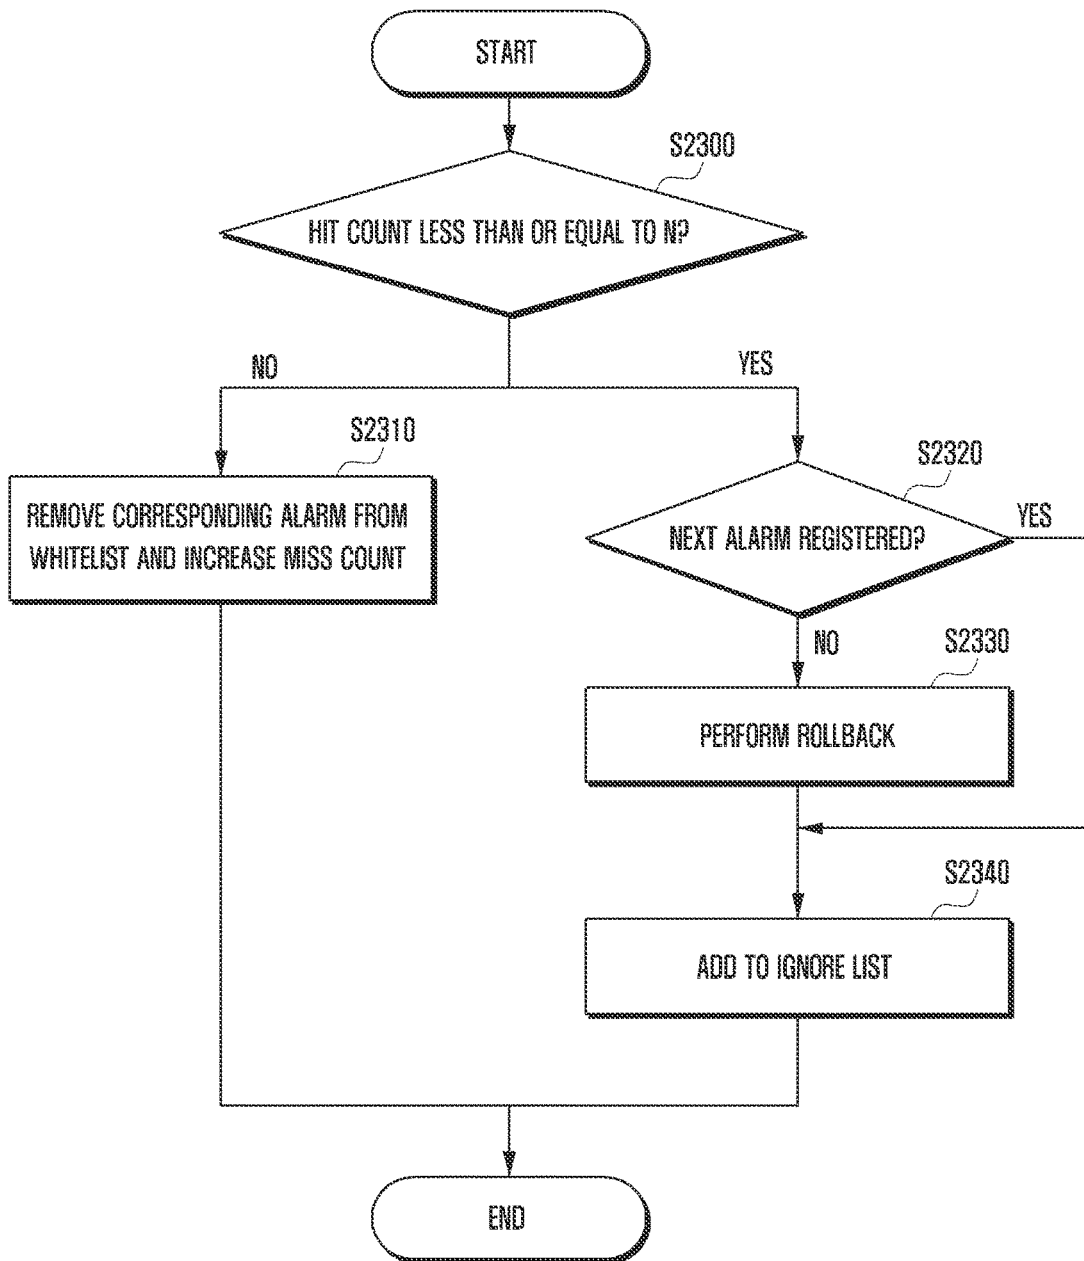 START
S2300
HIT COUNT LESS THAN OR EQUAL TO N?
NO
YES
S2310
REMOVE CORRESPONDING ALARM FROM
WHITELIST AND INCREASE MISS COUNT
S2320
NEXT ALARM REGISTERED?
YES
NO
S2330
PERFORM ROLLBACK
S2340
ADD TO IGNORE LIST
END